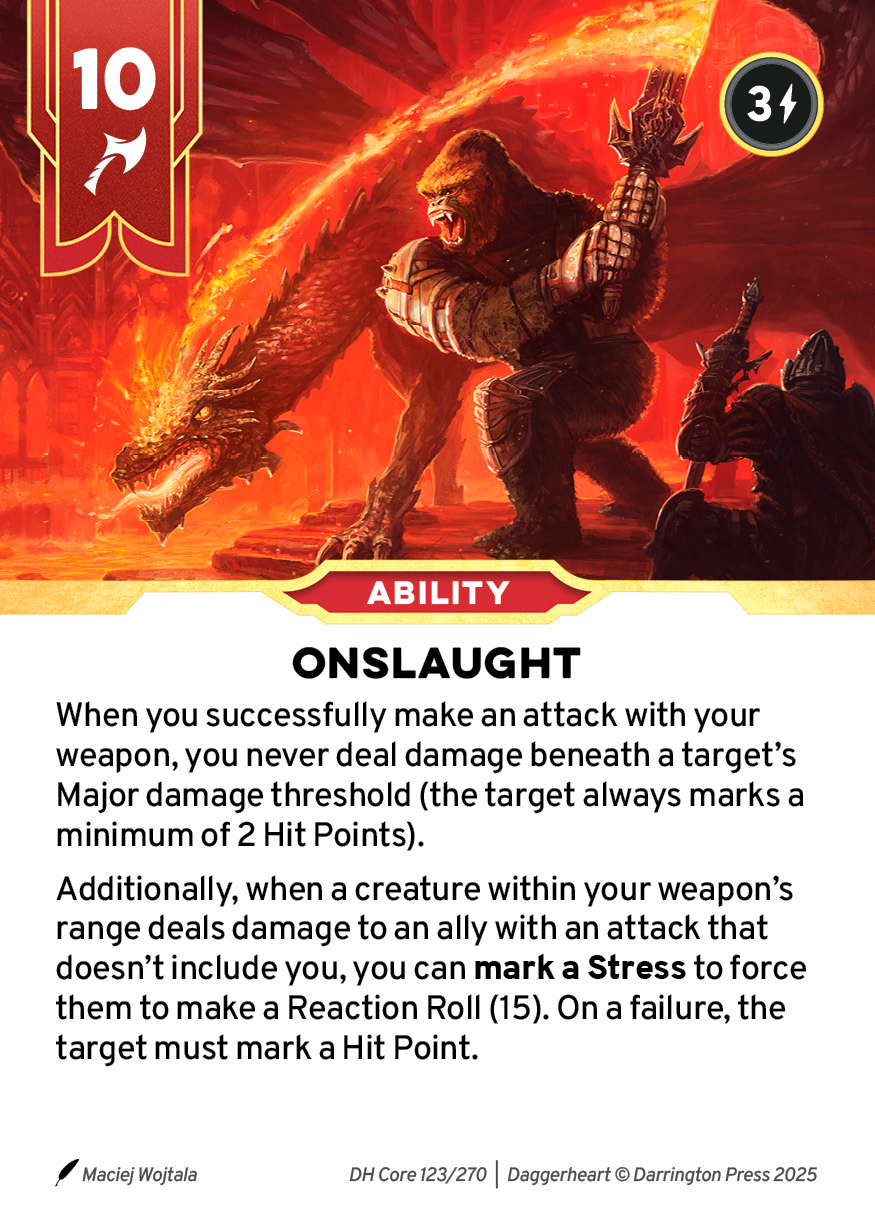 10
3
ABILITY
ONSLAUGHT
When you successfully make an attack with your
weapon, you never deal damage beneath a target's
Major damage threshold (the target always marks a
minimum of 2 Hit Points).
Additionally, when a creature within your weapon's
range deals damage to an ally with an attack that
doesn't include you, you can mark a Stress to force
them to make a Reaction Roll (15). On a failure, the
target must mark a Hit Point.
Maciej Wojtala
DH Core 123/270 | Daggerheart © Darrington Press 2025